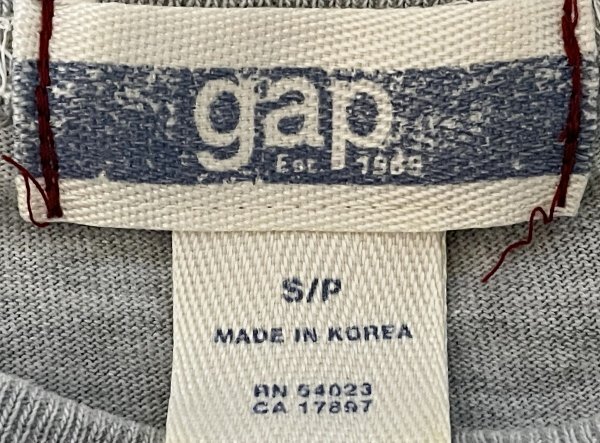 gap
Est. 1969
S/P
MADE IN KOREA
RN 54023
CA 17897